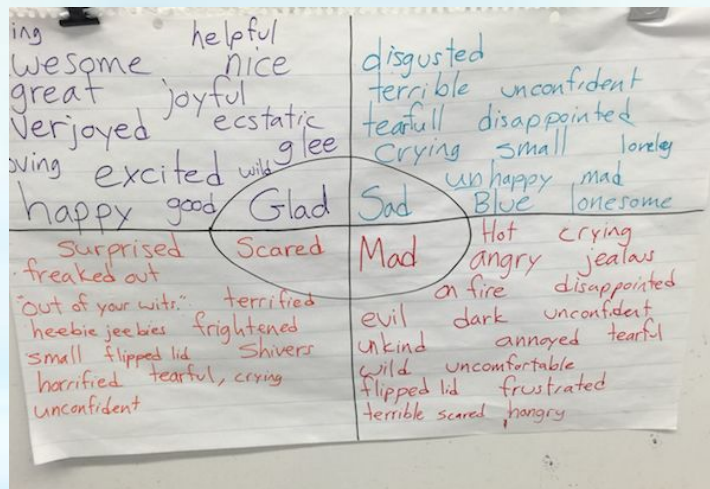 ing helpful
wesome nice
great joyful
verjoyed ecstatic
oving excited wild glee
happy good Glad
disgusted
terrible unconfident
tearfull disappointed
crying small lonely
unhappy mad
Sad Blue lonesome
surprised Scared
freaked out
"out of your wits." terrified
heebie jeebies frightened
small flipped lid Shivers
horrified tearful, crying
unconfident
Hot crying
Mad angry jealous
on fire disappointed
evil dark unconfident
unkind annoyed tearful
wild uncomfortable
flipped lid frustrated
terrible scared hangry